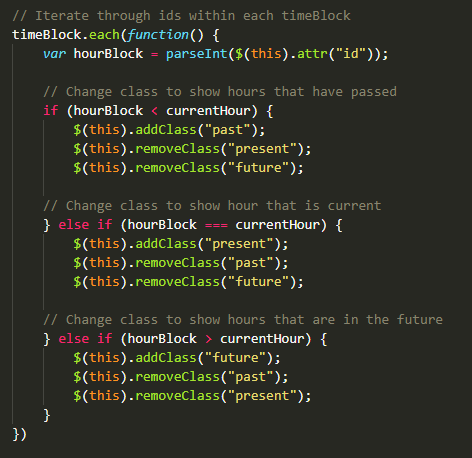 // Iterate through ids within each timeBlock
timeBlock.each(function() {
    var hourBlock = parseInt($(this).attr("id"));

    // Change class to show hours that have passed
    if (hourBlock < currentHour) {
        $(this).addClass("past");
        $(this).removeClass("present");
        $(this).removeClass("future");

    // Change class to show hour that is current
    } else if (hourBlock === currentHour) {
        $(this).addClass("present");
        $(this).removeClass("past");
        $(this).removeClass("future");

    // Change class to show hours that are in the future
    } else if (hourBlock > currentHour) {
        $(this).addClass("future");
        $(this).removeClass("past");
        $(this).removeClass("present");
    }
})